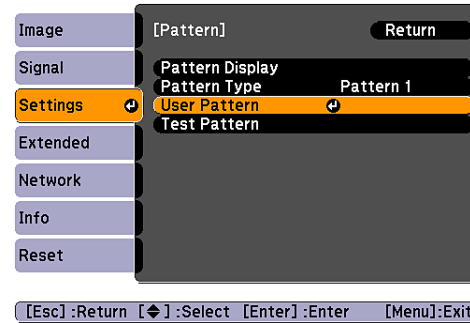 Image
Signal
Settings
Extended
Network
Info
Reset
[Pattern]
Return
Pattern Display
Pattern Type Pattern 1
User Pattern
Test Pattern
[Esc] :Return [ ] :Select [Enter] :Enter [Menu]:Exit